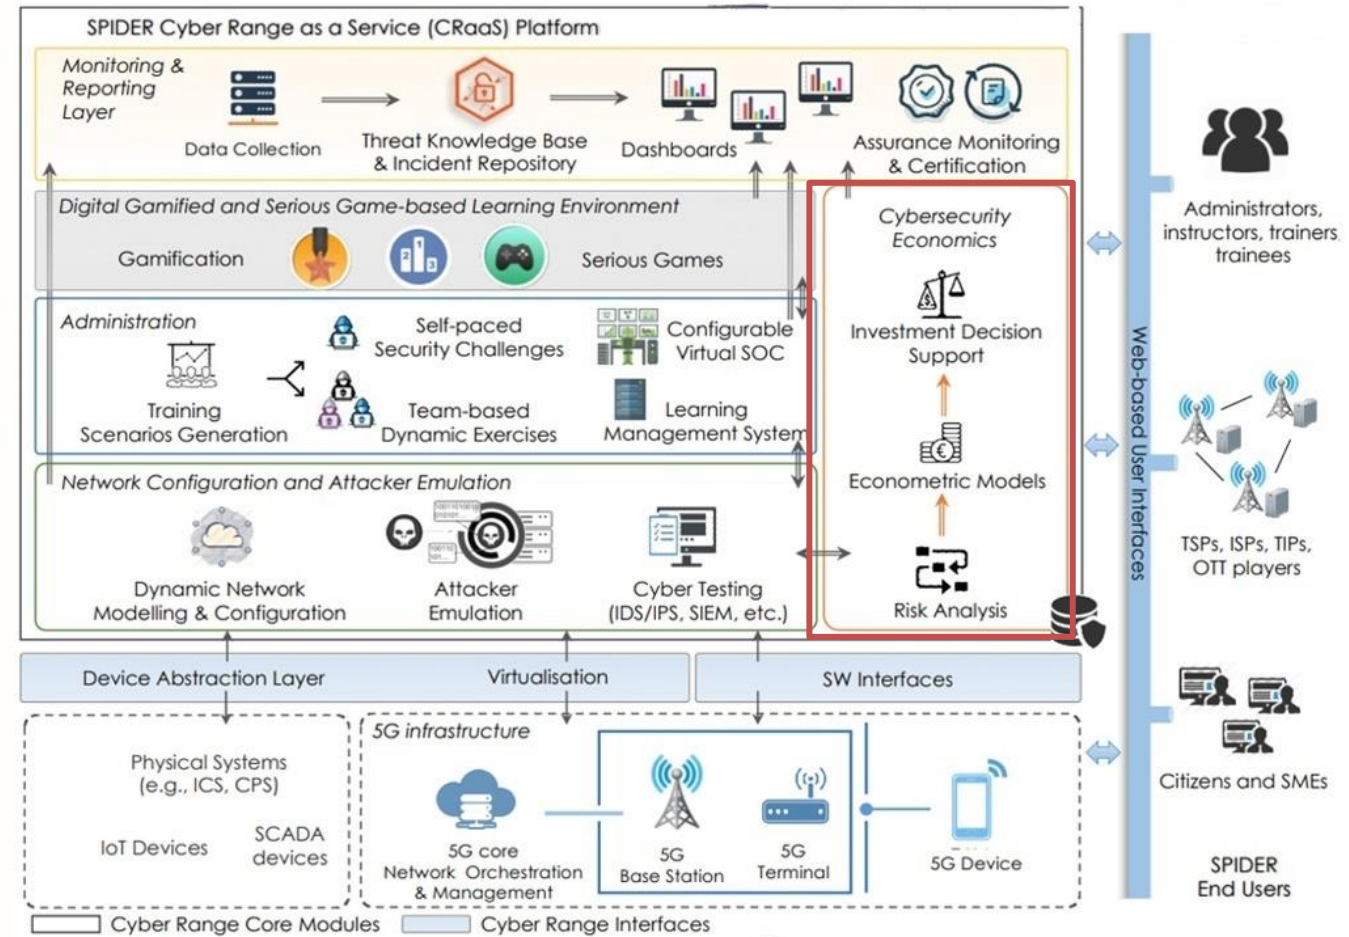 SPIDER Cyber Range as a Service (CRaaS) Platform
Monitoring &
Reporting
Layer
Data Collection
Threat Knowledge Base
& Incident Repository
Dashboards
Assurance Monitoring
& Certification
Digital Gamified and Serious Game-based Learning Environment
Gamification
1
2
3
Serious Games
Administration
Training
Scenarios Generation
Self-paced
Security Challenges
Team-based
Dynamic Exercises
Configurable
Virtual SOC
Learning
Management System
Network Configuration and Attacker Emulation
Dynamic Network
Modelling & Configuration
Attacker
Emulation
Cyber Testing
(IDS/IPS, SIEM, etc.)
Cybersecurity
Economics
$
Investment Decision
Support
€
Econometric Models
Risk Analysis
Device Abstraction Layer
Virtualisation
SW Interfaces
Physical Systems
(e.g., ICS, CPS)
IoT Devices
SCADA
devices
5G infrastructure
5G core
Network Orchestration
& Management
5G
Base Station
5G
Terminal
5G Device
Web-based User Interfaces
Administrators,
instructors, trainers
trainees
TSPs, ISPs, TIPs,
OTT players
Citizens and SMEs
SPIDER
End Users
Cyber Range Core Modules
Cyber Range Interfaces